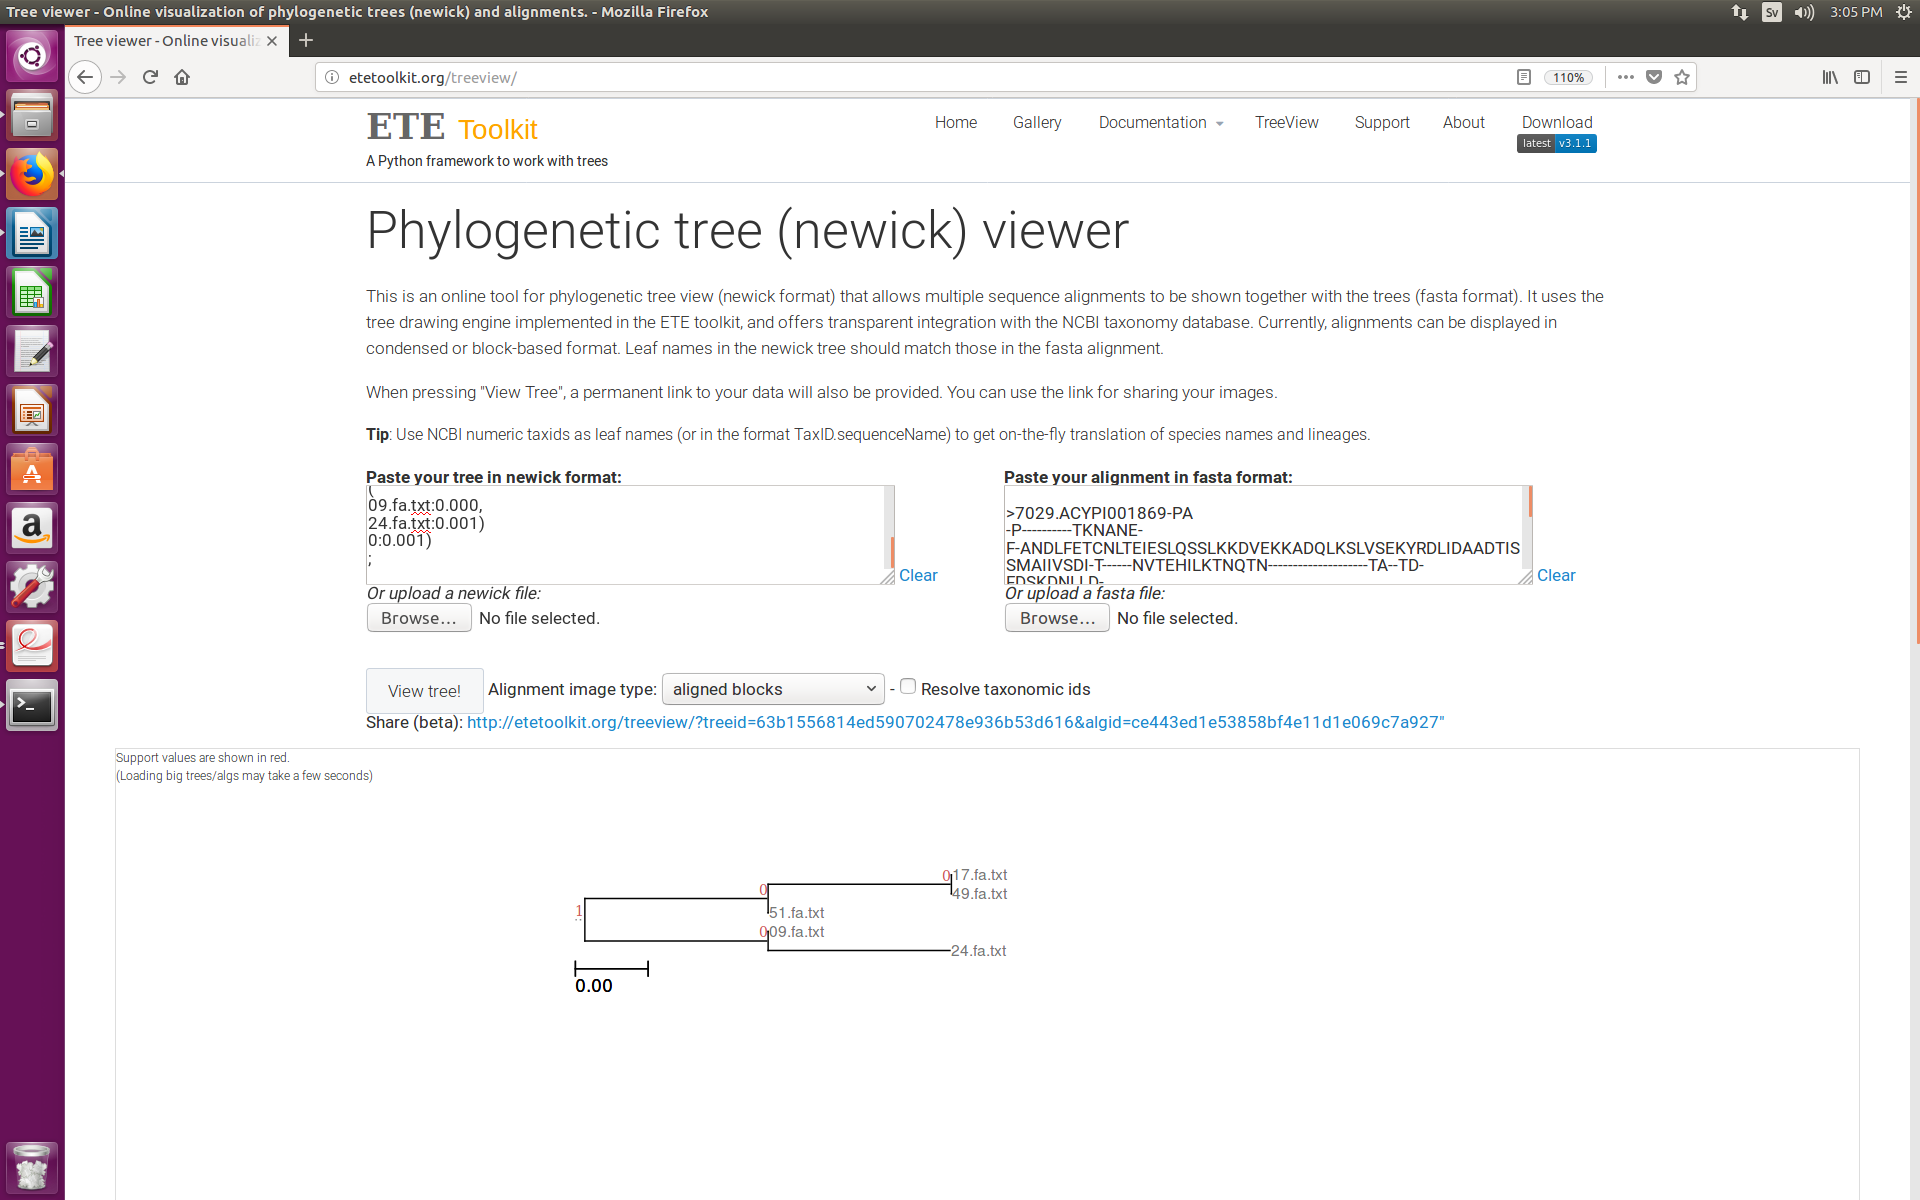 Tree viewer - Online visualization of phylogenetic trees (newick) and alignments. - Mozilla Firefox
Sv
3:05 PM
Tree viewer - Online visualiz
etetoolkit.org/treeview/
110%
ETE Toolkit
A Python framework to work with trees
Home
Gallery
Documentation
TreeView
Support
About
Download
latest v3.1.1
Phylogenetic tree (newick) viewer
This is an online tool for phylogenetic tree view (newick format) that allows multiple sequence alignments to be shown together with the trees (fasta format). It uses the
tree drawing engine implemented in the ETE toolkit, and offers transparent integration with the NCBI taxonomy database. Currently, alignments can be displayed in
condensed or block-based format. Leaf names in the newick tree should match those in the fasta alignment.
When pressing "View Tree", a permanent link to your data will also be provided. You can use the link for sharing your images.
Tip: Use NCBI numeric taxids as leaf names (or in the format TaxID.sequenceName) to get on-the-fly translation of species names and lineages.
Paste your tree in newick format:
(
09.fa.txt:0.000,
24.fa.txt:0.001)
0:0.001)
;
Clear
Or upload a newick file:
Browse... No file selected.
Paste your alignment in fasta format:
>7029.ACYPI001869-PA
-P----------TKNANE-
F-ANDLFETCNLTEIESLQSSLKKDVEKKADQLKSLVSEKYRDLIDAADTIS
SMAIIVSDI-T------NVTEHILKTNQTN--------------------TA--TD-
FDSKDNLLD-
Clear
Or upload a fasta file:
Browse... No file selected.
View tree! Alignment image type: aligned blocks - Resolve taxonomic ids
Share (beta): http://etetoolkit.org/treeview/?treeid=63b1556814ed590702478e936b53d616&algid=ce443ed1e53858bf4e11d1e069c7a927"
Support values are shown in red.
(Loading big trees/algs may take a few seconds)
0 17.fa.txt
0 49.fa.txt
1 51.fa.txt
0 09.fa.txt
24.fa.txt
0.00